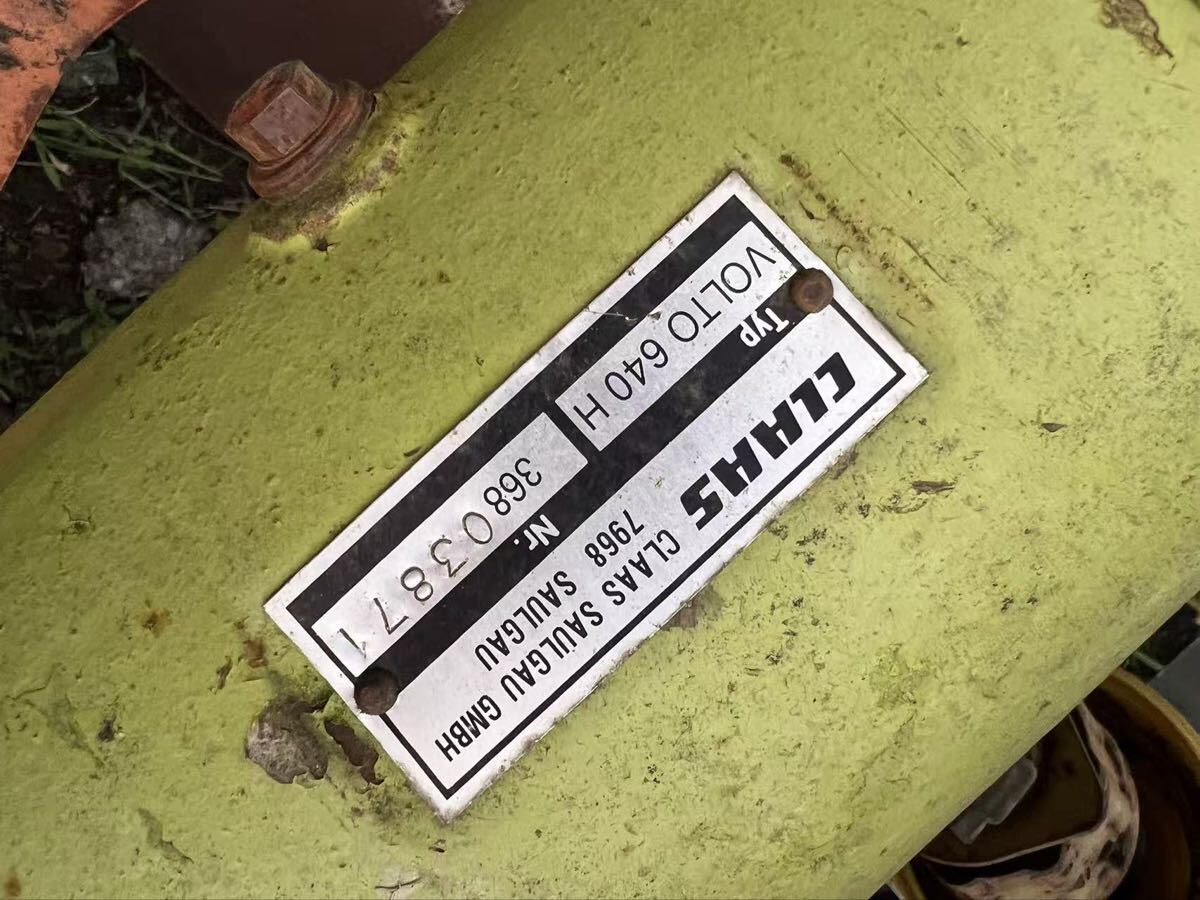 CLAAS
CLAAS SAULGAU GMBH
7968 SAULGAU
Typ
Nr.
VOLTO 640 H
368 03871